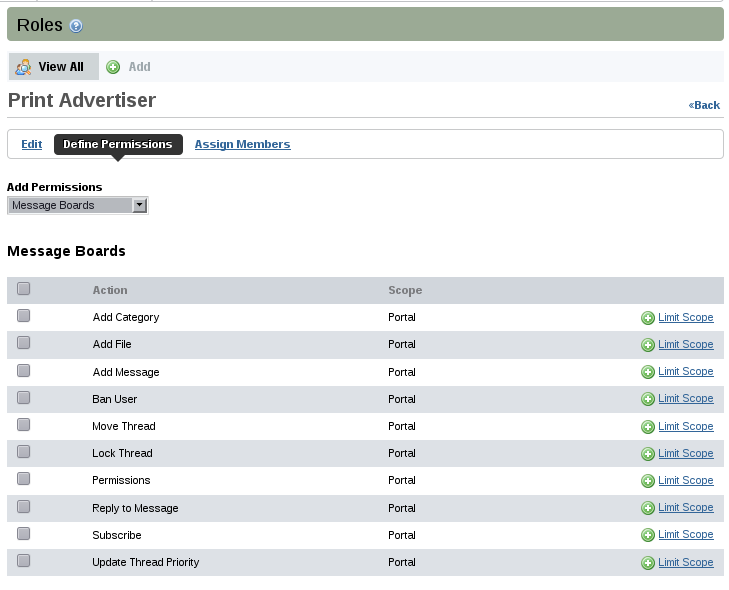 Roles
View All Add
Print Advertiser
«Back
Edit Define Permissions Assign Members
Add Permissions
Message Boards
Message Boards
Action Scope
Add Category Portal Limit Scope
Add File Portal Limit Scope
Add Message Portal Limit Scope
Ban User Portal Limit Scope
Move Thread Portal Limit Scope
Lock Thread Portal Limit Scope
Permissions Portal Limit Scope
Reply to Message Portal Limit Scope
Subscribe Portal Limit Scope
Update Thread Priority Portal Limit Scope